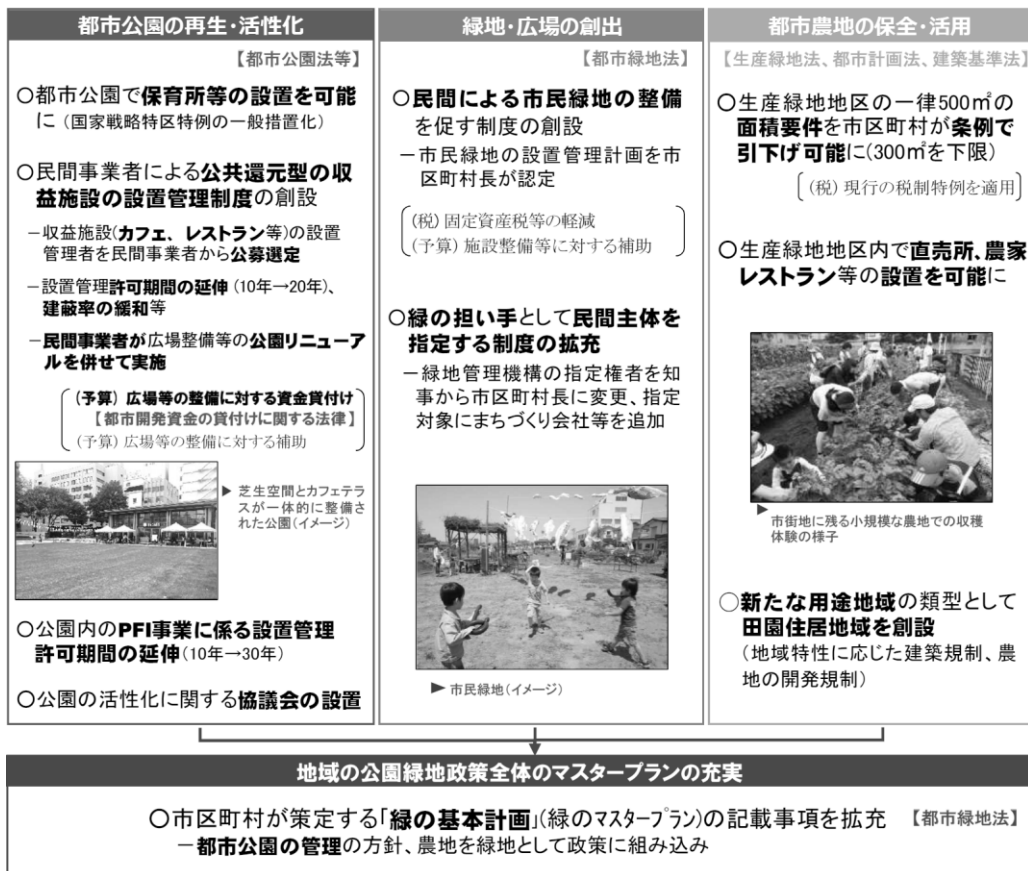 都市公園の再生・活性化
【都市公園法等】
○都市公園で保育所等の設置を可能
に（国家戦略特区特例の一般措置化）
○民間事業者による公共還元型の収
益施設の設置管理制度の創設
－収益施設(カフェ、レストラン等)の設置
管理者を民間事業者から公募選定
－設置管理許可期間の延伸（10年→20年）、
建蔽率の緩和等
－民間事業者が広場整備等の公園リニューア
ルを併せて実施
（予算）広場等の整備に対する資金貸付け
【都市開発資金の貸付けに関する法律】
（予算）広場等の整備に対する補助
▶ 芝生空間とカフェテラ
スが一体的に整備さ
れた公園（イメージ）
○公園内のPFI事業に係る設置管理
許可期間の延伸（10年→30年）
○公園の活性化に関する協議会の設置
緑地・広場の創出
【都市緑地法】
○民間による市民緑地の整備
を促す制度の創設
－市民緑地の設置管理計画を市
区町村長が認定
（税）固定資産税等の軽減
（予算）施設整備等に対する補助
○緑の担い手として民間主体を
指定する制度の拡充
－緑地管理機構の指定権者を知
事から市区町村長に変更、指定
対象にまちづくり会社等を追加
▶ 市民緑地（イメージ）
都市農地の保全・活用
【生産緑地法、都市計画法、建築基準法】
○生産緑地地区の一律500㎡の
面積要件を市区町村が条例で
引下げ可能に（300㎡を下限）
（税）現行の税制特例を適用
○生産緑地地区内で直売所、農家
レストラン等の設置を可能に
▶ 市街地に残る小規模な農地での収穫
体験の様子
○新たな用途地域の類型として
田園住居地域を創設
（地域特性に応じた建築規制、農
地の開発規制）
地域の公園緑地政策全体のマスタープランの充実
○市区町村が策定する「緑の基本計画」（緑のマスタープラン）の記載事項を拡充 【都市緑地法】
－都市公園の管理の方針、農地を緑地として政策に組み込み